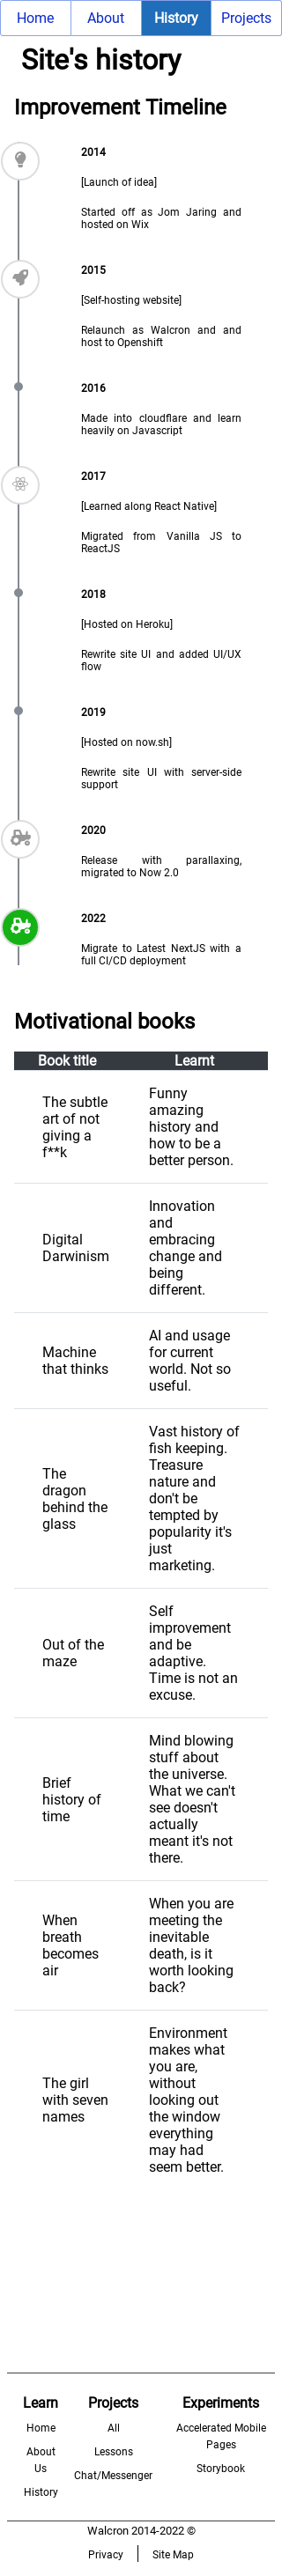 Home About History Projects
Site's history
Improvement Timeline
2014
[Launch of idea]
Started off as Jom Jaring and
hosted on Wix
2015
[Self-hosting website]
Relaunch as Walcron and and
host to Openshift
2016
Made into cloudflare and learn
heavily on Javascript
2017
[Learned along React Native]
Migrated from Vanilla JS to
ReactJS
2018
[Hosted on Heroku]
Rewrite site UI and added UI/UX
flow
2019
[Hosted on now.sh]
Rewrite site UI with server-side
support
2020
Release with parallaxing,
migrated to Now 2.0
2022
Migrate to Latest NextJS with a
full CI/CD deployment
Motivational books
Book title Learnt
The subtle
art of not
giving a
f**k
Funny
amazing
history and
how to be a
better person.
Digital
Darwinism
Innovation
and
embracing
change and
being
different.
Machine
that thinks
AI and usage
for current
world. Not so
useful.
The
dragon
behind the
glass
Vast history of
fish keeping.
Treasure
nature and
don't be
tempted by
popularity it's
just
marketing.
Out of the
maze
Self
improvement
and be
adaptive.
Time is not an
excuse.
Brief
history of
time
Mind blowing
stuff about
the universe.
What we can't
see doesn't
actually
meant it's not
there.
When
breath
becomes
air
When you are
meeting the
inevitable
death, is it
worth looking
back?
The girl
with seven
names
Environment
makes what
you are,
without
looking out
the window
everything
may had
seem better.
Learn
Home
About
Us
History
Projects
All
Lessons
Chat/Messenger
Experiments
Accelerated Mobile
Pages
Storybook
Walcron 2014-2022 ©
Privacy Site Map